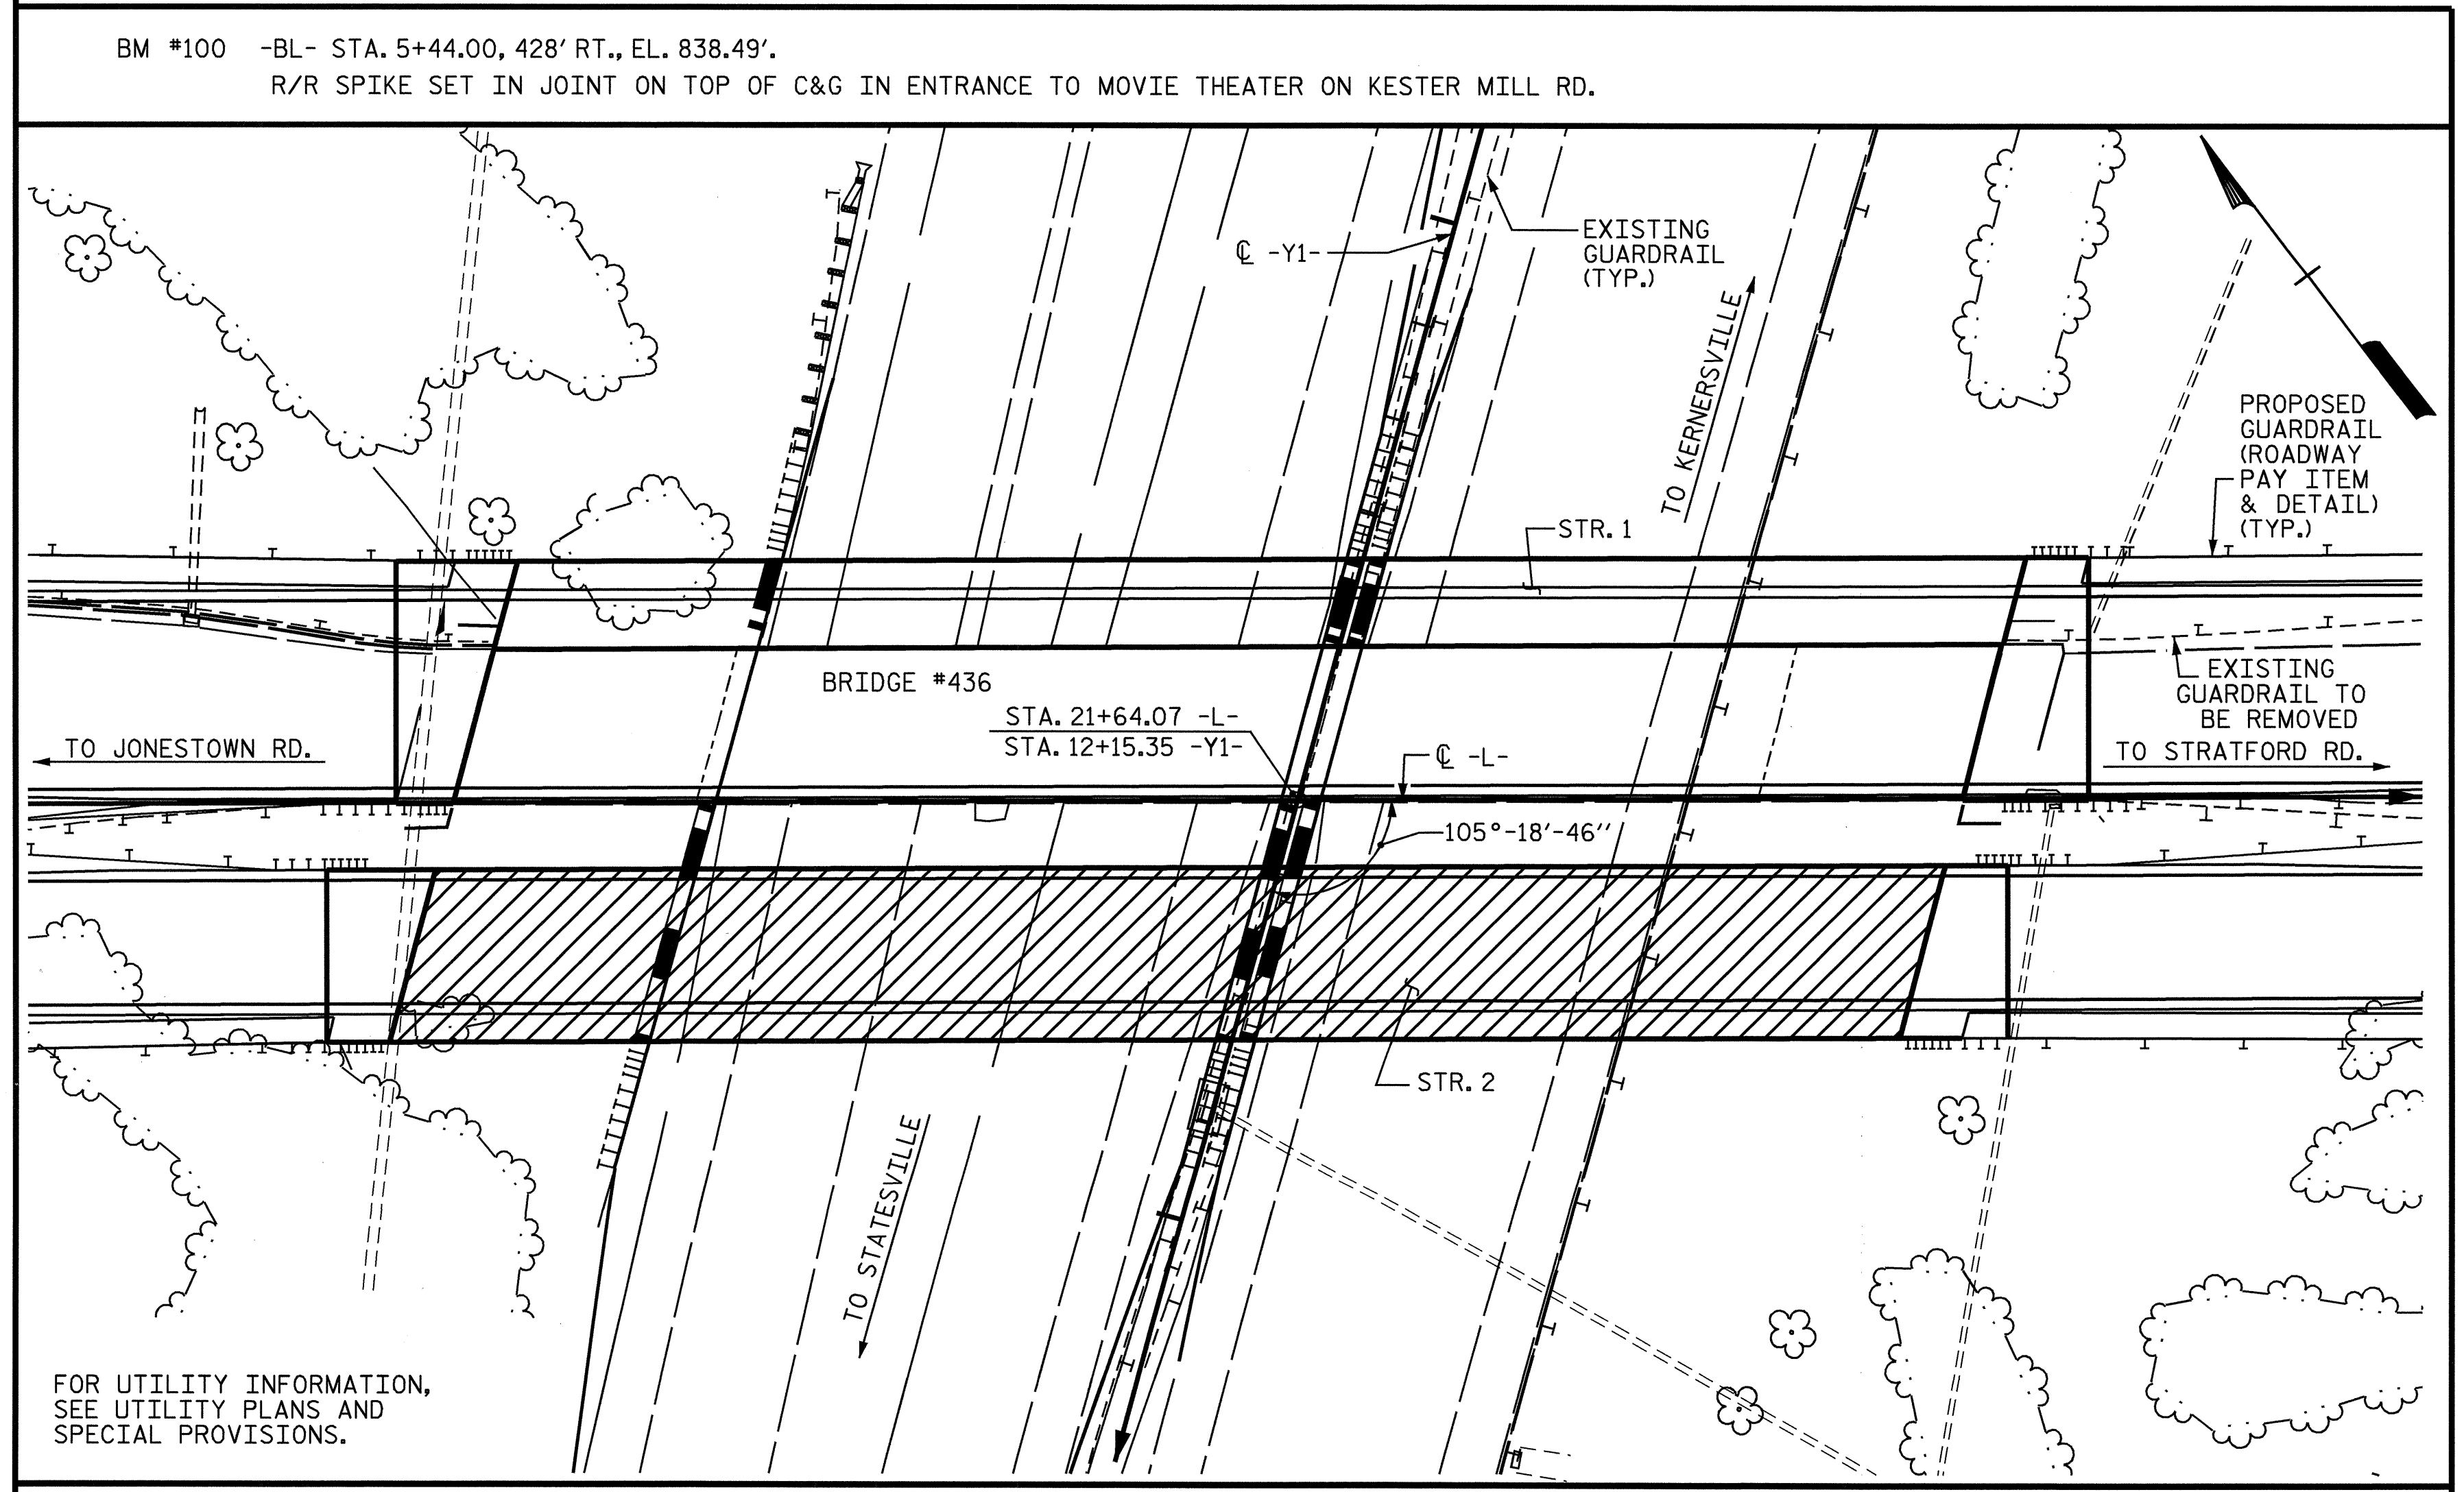 BM #100 -BL- STA. 5+44.00, 428' RT., EL. 838.49'.
R/R SPIKE SET IN JOINT ON TOP OF C&G IN ENTRANCE TO MOVIE THEATER ON KESTER MILL RD.
℄ -Y1-
EXISTING
GUARDRAIL
(TYP.)
TO KERNERSVILLE
PROPOSED
GUARDRAIL
(ROADWAY
PAY ITEM
& DETAIL)
(TYP.)
STR. 1
BRIDGE #436
STA. 21+64.07 -L-
STA. 12+15.35 -Y1-
℄ -L-
EXISTING
GUARDRAIL TO
BE REMOVED
TO JONESTOWN RD.
TO STRATFORD RD.
105°-18'-46''
STR. 2
TO STATESVILLE
FOR UTILITY INFORMATION,
SEE UTILITY PLANS AND
SPECIAL PROVISIONS.